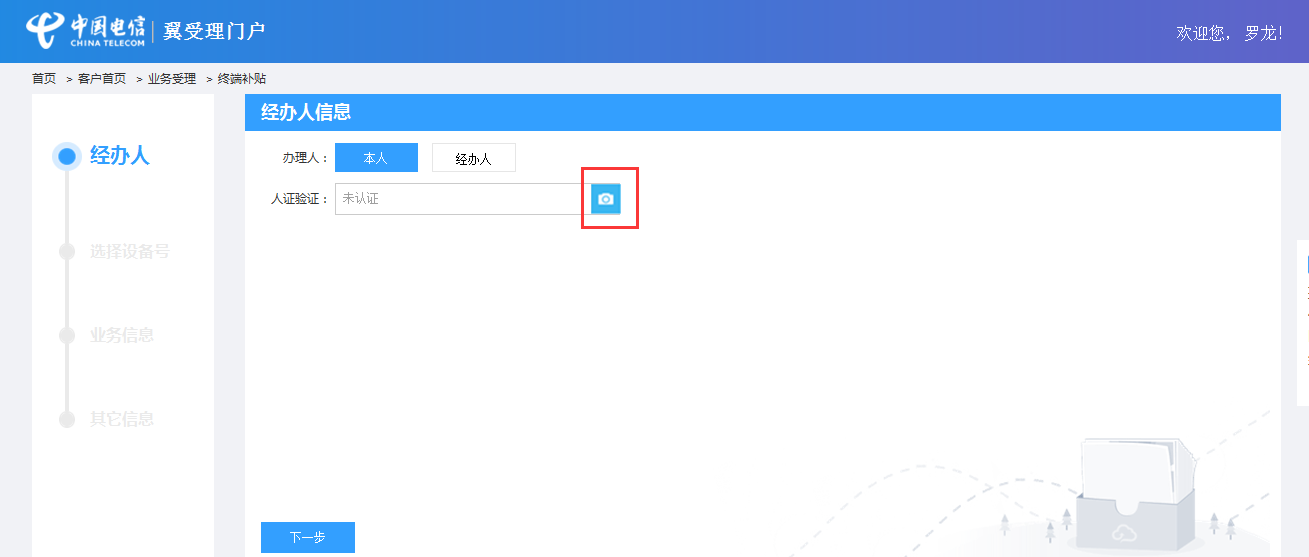 中国电信
CHINA TELECOM
翼受理门户
欢迎您， 罗龙!
首页 > 客户首页 > 业务受理 > 终端补贴
经办人
选择设备号
业务信息
其它信息
经办人信息
办理人： 本人 经办人
人证验证： 未认证
下一步